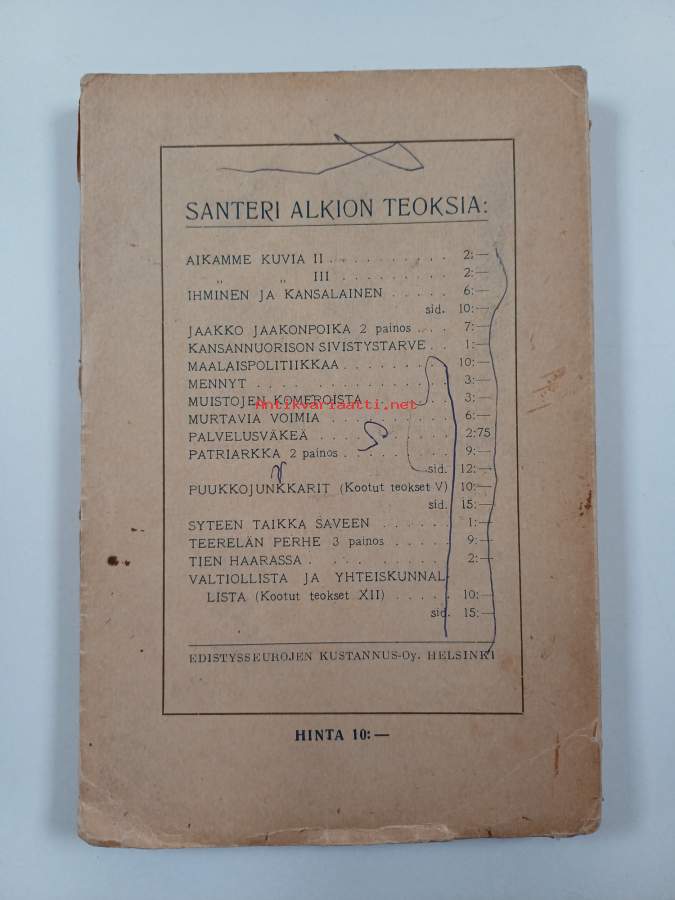 SANTERI ALKION TEOKSIA:
AIKAMME KUVIA II . . . . . . . . . . 2:—
„ „ III . . . . . . . . . 2:—
IHMINEN JA KANSALAINEN . . . . . 6:—
sid. 10:—
JAAKKO JAAKONPOIKA 2 painos . . . 7:—
KANSANNUORISON SIVISTYSTARVE . . 1:—
MAALAISPOLITIIKKAA . . . . . . . . 10:—
MENNYT . . . . . . . . . . . . . . 3:—
MUISTOJEN KOMEROISTA . . . . . . 3:—
Antikvariaatti.net
MURTAVIA VOIMIA . . . . . . . . . 6:—
PALVELUSVÄKEÄ . . . . . . . . . . 2:75
PATRIARKKA 2 painos . . . . . . . . 9:—
sid. 12:—
PUUKKOJUNKKARIT (Kootut teokset V) 10:—
sid. 15:—
SYTEEN TAIKKA SAVEEN . . . . . . 1:—
TEERELÄN PERHE 3 painos . . . . . 9:—
TIEN HAARASSA . . . . . . . . . . 2:—
VALTIOLLISTA JA YHTEISKUNNAL-
LISTA (Kootut teokset XII) . . . . . 10:—
sid. 15:—
EDISTYSSEUROJEN KUSTANNUS-Oy. HELSINKI
HINTA 10:—